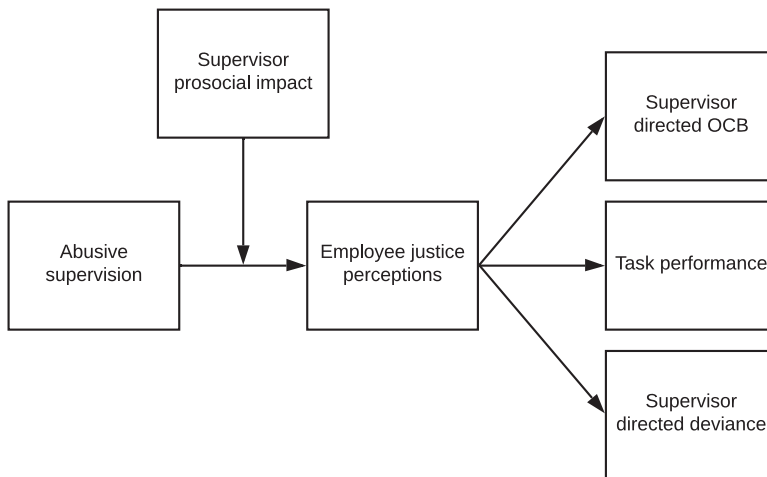 Supervisor
prosocial impact
Supervisor
directed OCB
Abusive
supervision
Employee justice
perceptions
Task performance
Supervisor
directed deviance